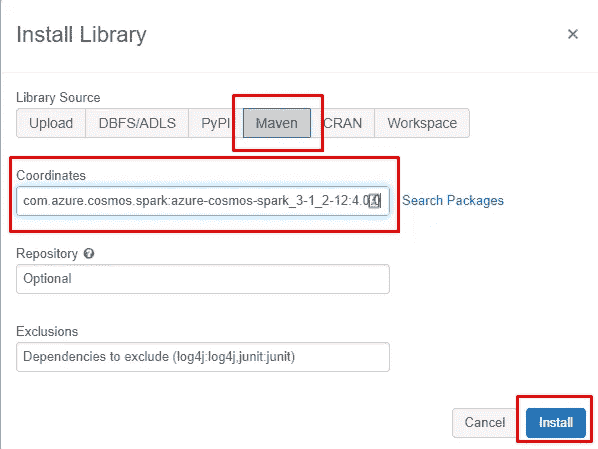 Install Library
×
Library Source
Upload DBFS/ADLS PyPI Maven CRAN Workspace
Coordinates
com.azure.cosmos.spark:azure-cosmos-spark_3-1_2-12:4.0.0 Search Packages
Repository
Optional
Exclusions
Dependencies to exclude (log4j:log4j,junit:junit)
Cancel Install